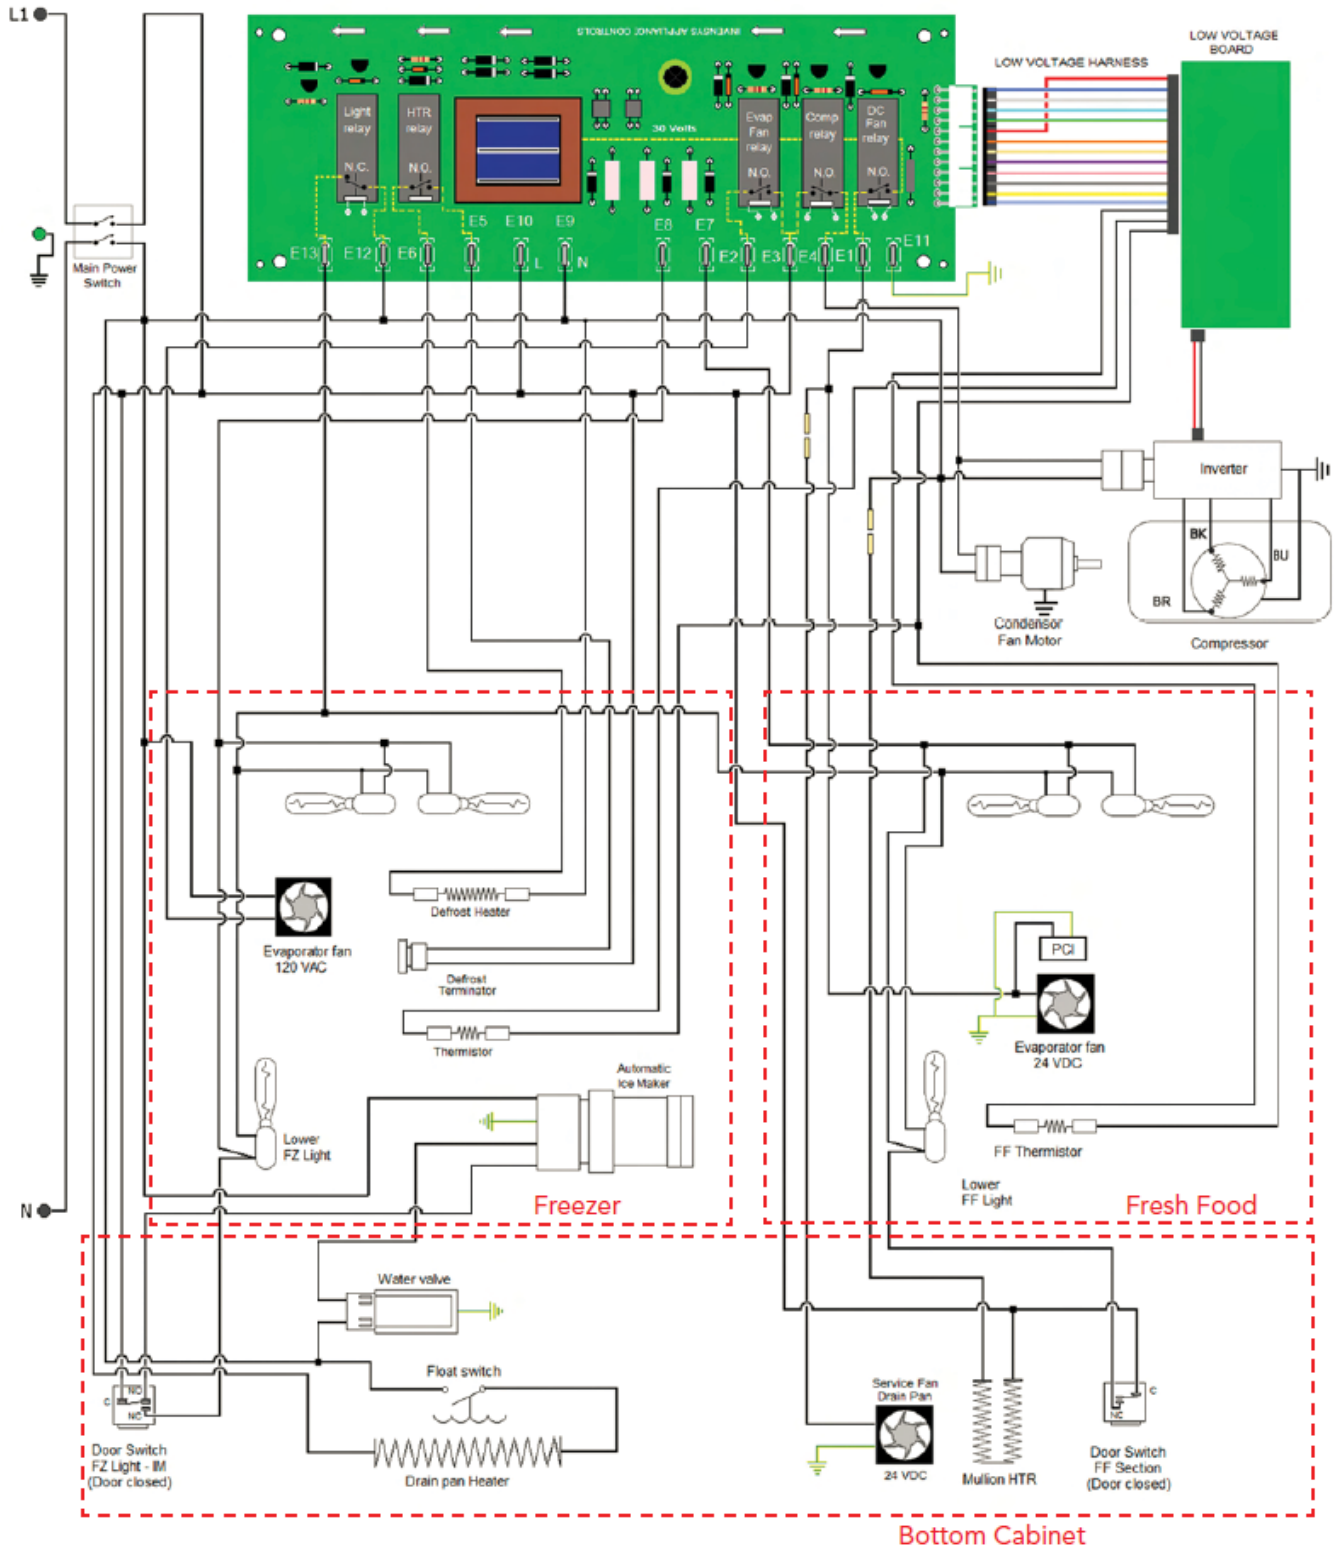 L1
INVENSYS APPLIANCE CONTROLS
LOW VOLTAGE
BOARD
LOW VOLTAGE HARNESS
Light
relay
N.C.
HTR
relay
N.O.
30 Volts
Evap
Fan
relay
N.O.
Comp
relay
N.O.
DC
Fan
relay
N.O.
E13
E12
E6
E5
E10
L
E9
N
E8
E7
E2
E3
E4
E1
E11
Main Power
Switch
Inverter
BK
BU
BR
Compressor
Condensor
Fan Motor
Evaporator fan
120 VAC
Defrost Heater
Defrost
Terminator
Thermistor
PCI
Evaporator fan
24 VDC
Automatic
Ice Maker
Lower
FZ Light
FF Thermistor
Lower
FF Light
N
Freezer
Fresh Food
Water valve
Float switch
Drain pan Heater
C
NO
NC
Door Switch
FZ Light - IM
(Door closed)
Service Fan
Drain Pan
24 VDC
Mullion HTR
C
NC
Door Switch
FF Section
(Door closed)
Bottom Cabinet